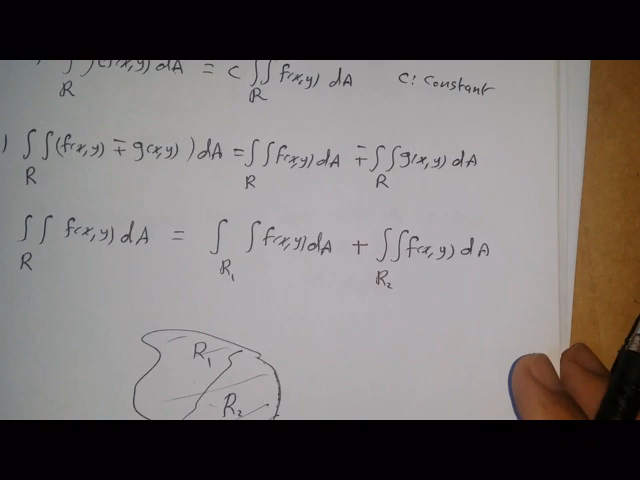 ∫∫ c f(x,y) dA = c ∫∫ f(x,y) dA   C: Constant
R   R
) ∫∫ (f(x,y) ∓ g(x,y)) dA = ∫∫ f(x,y) dA ∓ ∫∫ g(x,y) dA
R   R   R
∫∫ f(x,y) dA = ∫∫ f(x,y) dA + ∫∫ f(x,y) dA
R   R₁   R₂
R₁
R₂